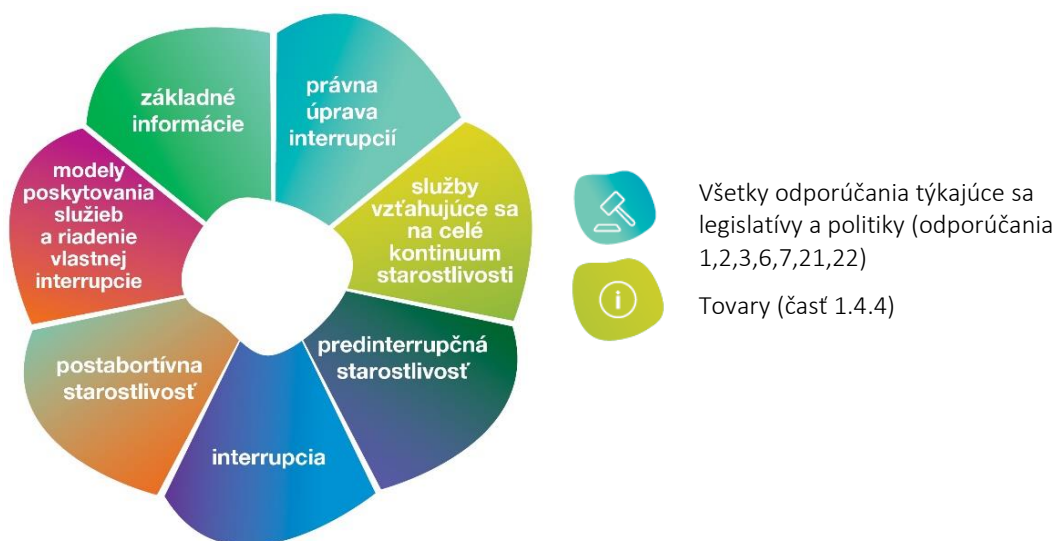 základné
informácie
právna
úprava
interrupcií
služby
vzťahujúce sa
na celé
kontinuum
starostlivosti
predinterrupčná
starostlivosť
interrupcia
postabortívna
starostlivosť
modely
poskytovania
služieb
a riadenie
vlastnej
interrupcie
Všetky odporúčania týkajúce sa
legislatívy a politiky (odporúčania
1,2,3,6,7,21,22)
i
Tovary (časť 1.4.4)